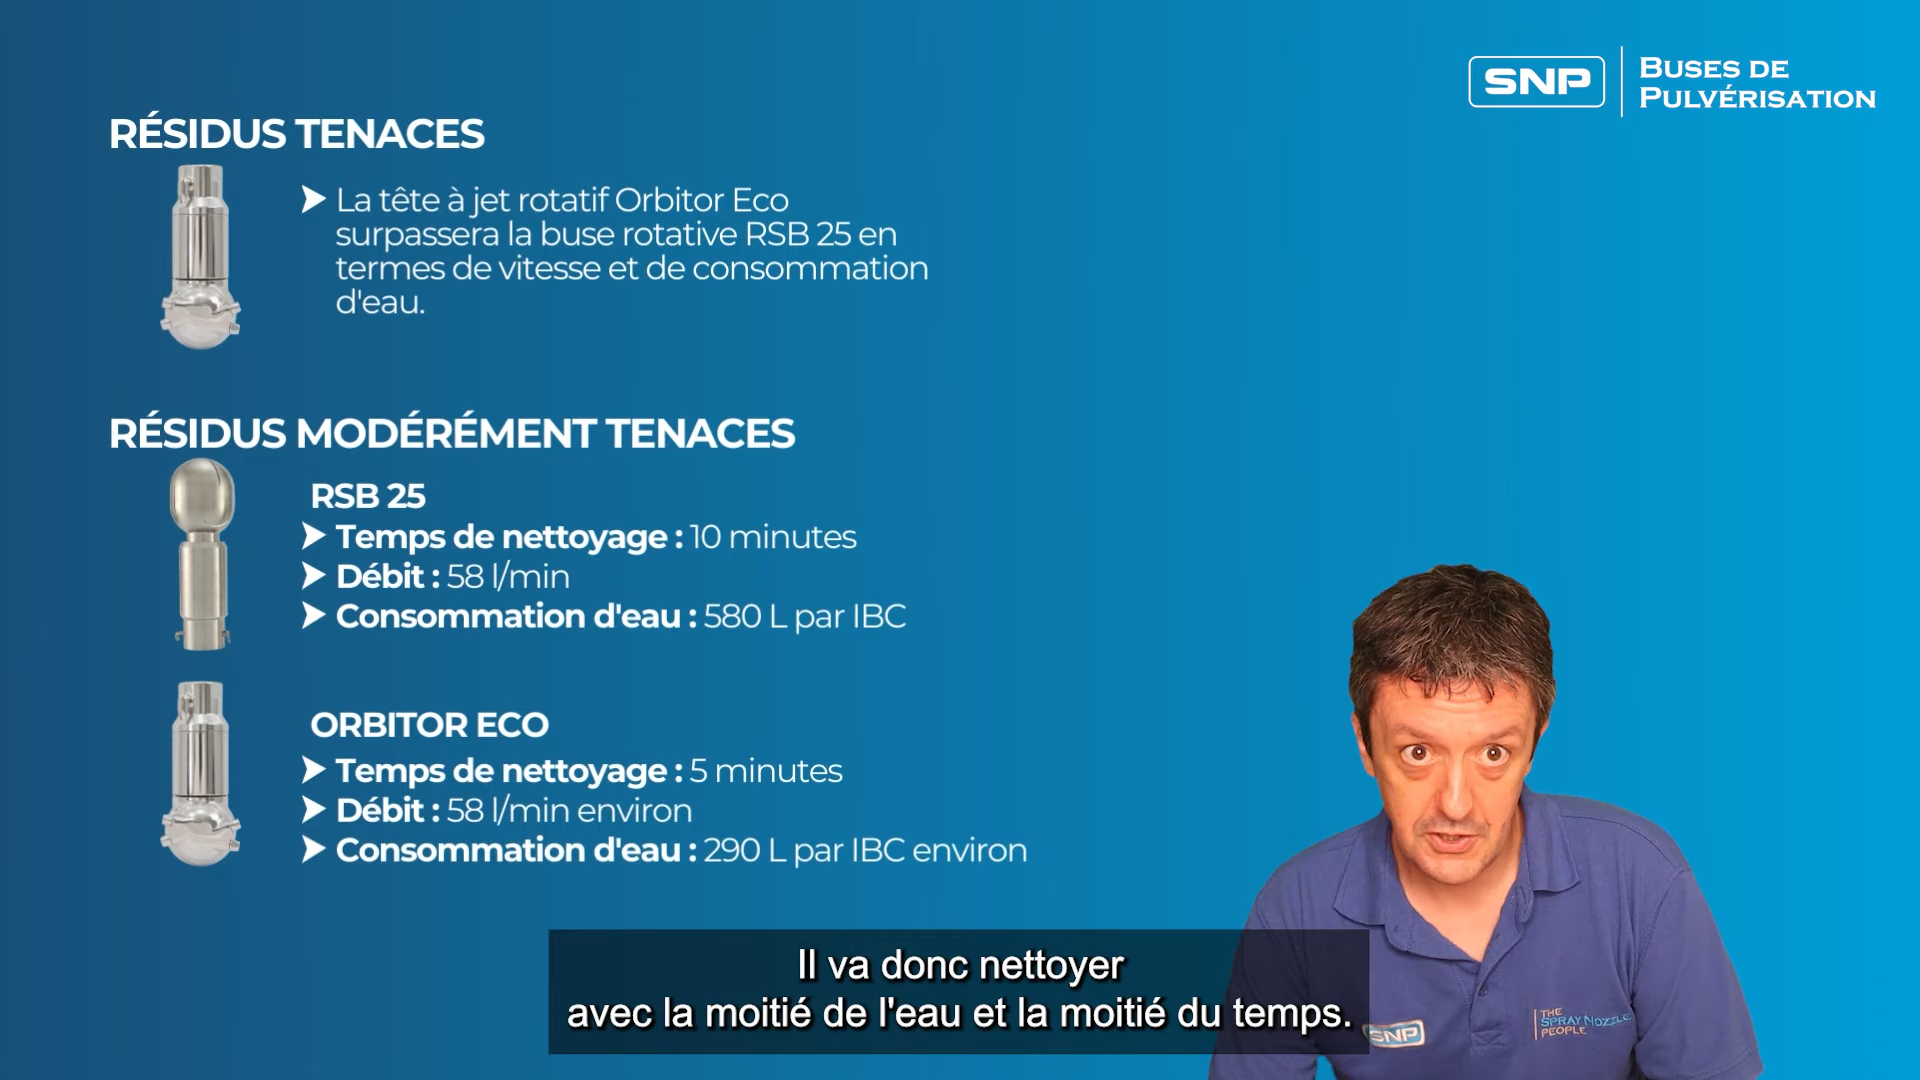 SNP
BUSES DE
PULVÉRISATION
RÉSIDUS TENACES
La tête à jet rotatif Orbitor Eco
surpassera la buse rotative RSB 25 en
termes de vitesse et de consommation
d'eau.
RÉSIDUS MODÉRÉMENT TENACES
RSB 25
Temps de nettoyage : 10 minutes
Débit : 58 l/min
Consommation d'eau : 580 L par IBC
ORBITOR ECO
Temps de nettoyage : 5 minutes
Débit : 58 l/min environ
Consommation d'eau : 290 L par IBC environ
Il va donc nettoyer
avec la moitié de l'eau et la moitié du temps.
SNP
THE
SPRAY NOZZLE
PEOPLE